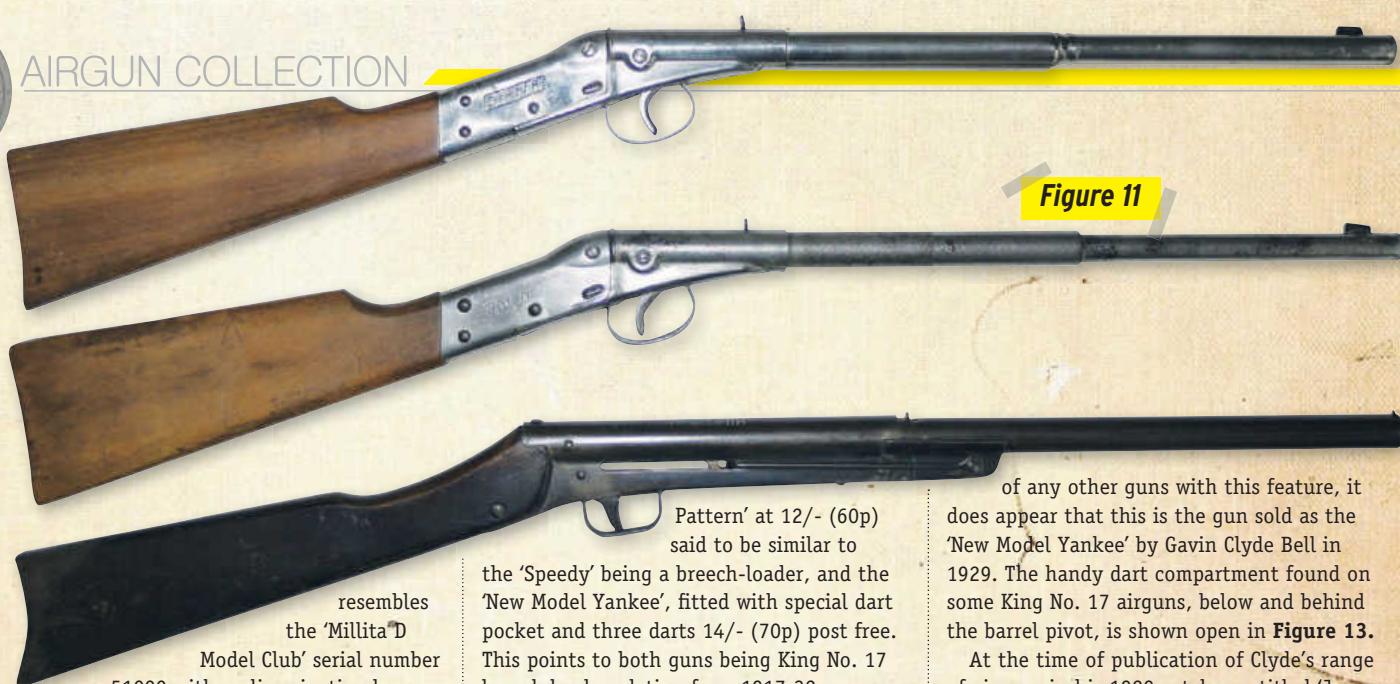 AIRGUN COLLECTION
Figure 11
resembles
the ‘Millita D
Model Club’ serial number
Pattern’ at 12/- (60p)
said to be similar to
the ‘Speedy’ being a breech-loader, and the
‘New Model Yankee’, fitted with special dart
pocket and three darts 14/- (70p) post free.
This points to both guns being King No. 17
of any other guns with this feature, it
does appear that this is the gun sold as the
‘New Model Yankee’ by Gavin Clyde Bell in
1929. The handy dart compartment found on
some King No. 17 airguns, below and behind
the barrel pivot, is shown open in Figure 13.
At the time of publication of Clyde’s range